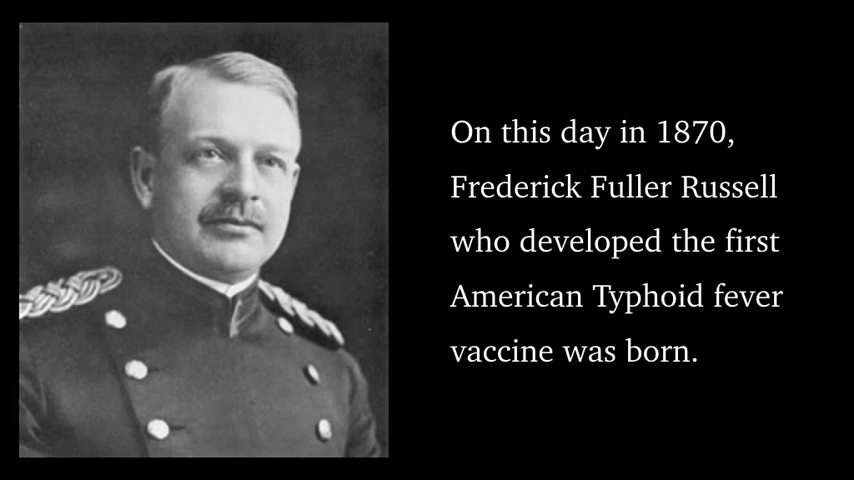 On this day in 1870,
Frederick Fuller Russell
who developed the first
American Typhoid fever
vaccine was born.